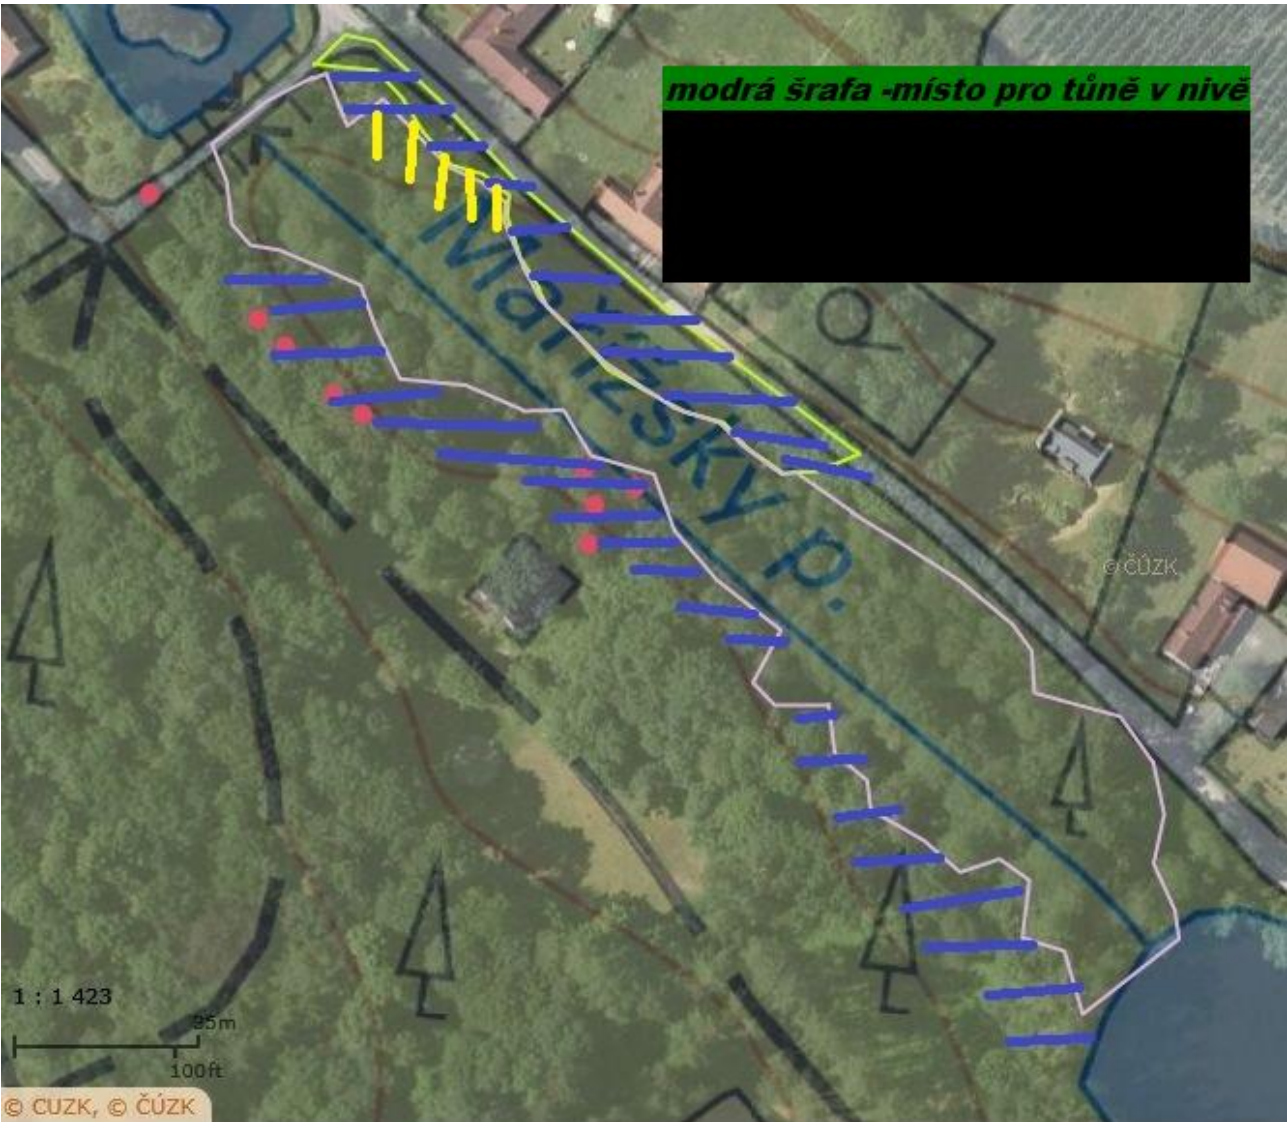 modrá šrafa -místo pro tůně v nivě
Mařížský p.
© ČÚZK
1 : 1 423
35m
100ft
© CUZK, © ČÚZK